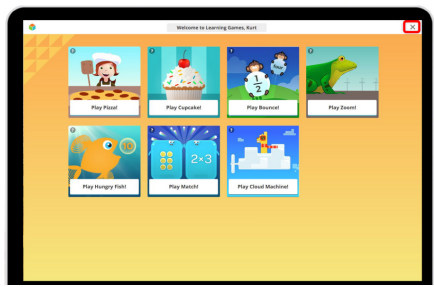 Welcome to Learning Games, Kurt
Play Pizza!
Play Cupcake!
1
2
Play Bounce!
Play Zoom!
Play Hungry Fish!
2×3
Play Match!
Play Cloud Machine!